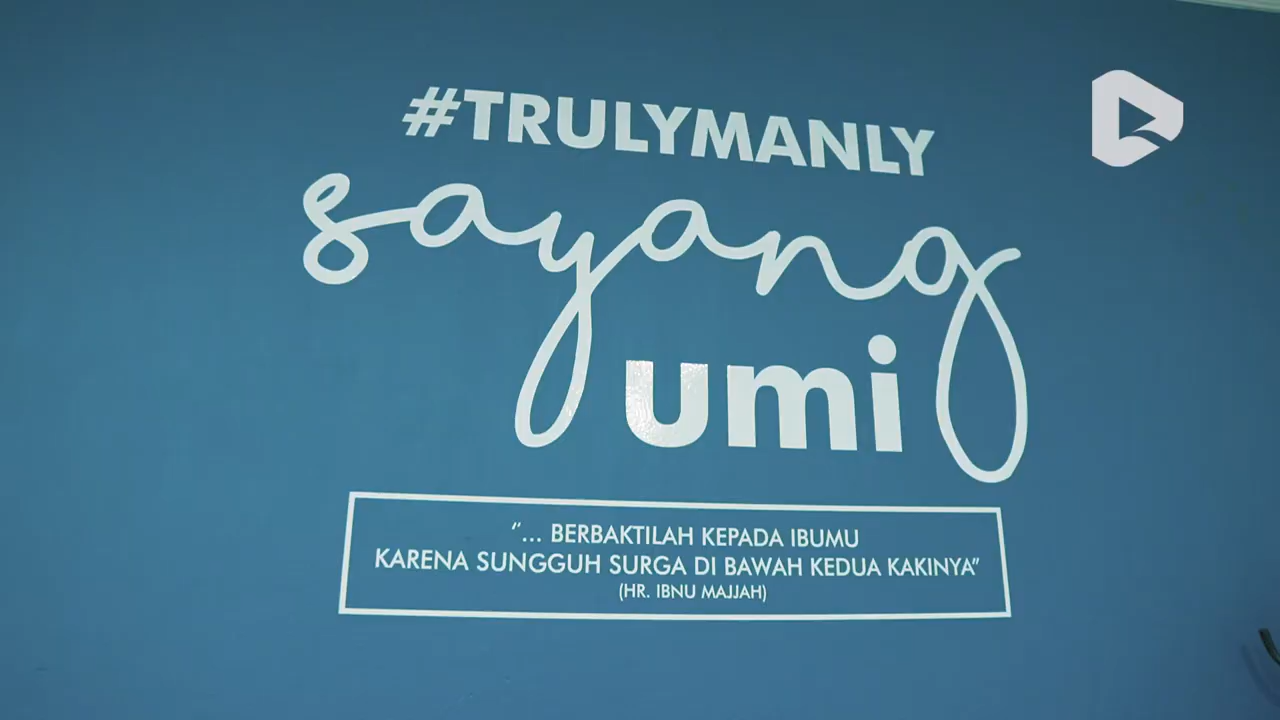 #TRULYMANLY
sayang
umi
“... BERBAKTILAH KEPADA IBUMU
KARENA SUNGGUH SURGA DI BAWAH KEDUA KAKINYA”
(HR. IBNU MAJJAH)